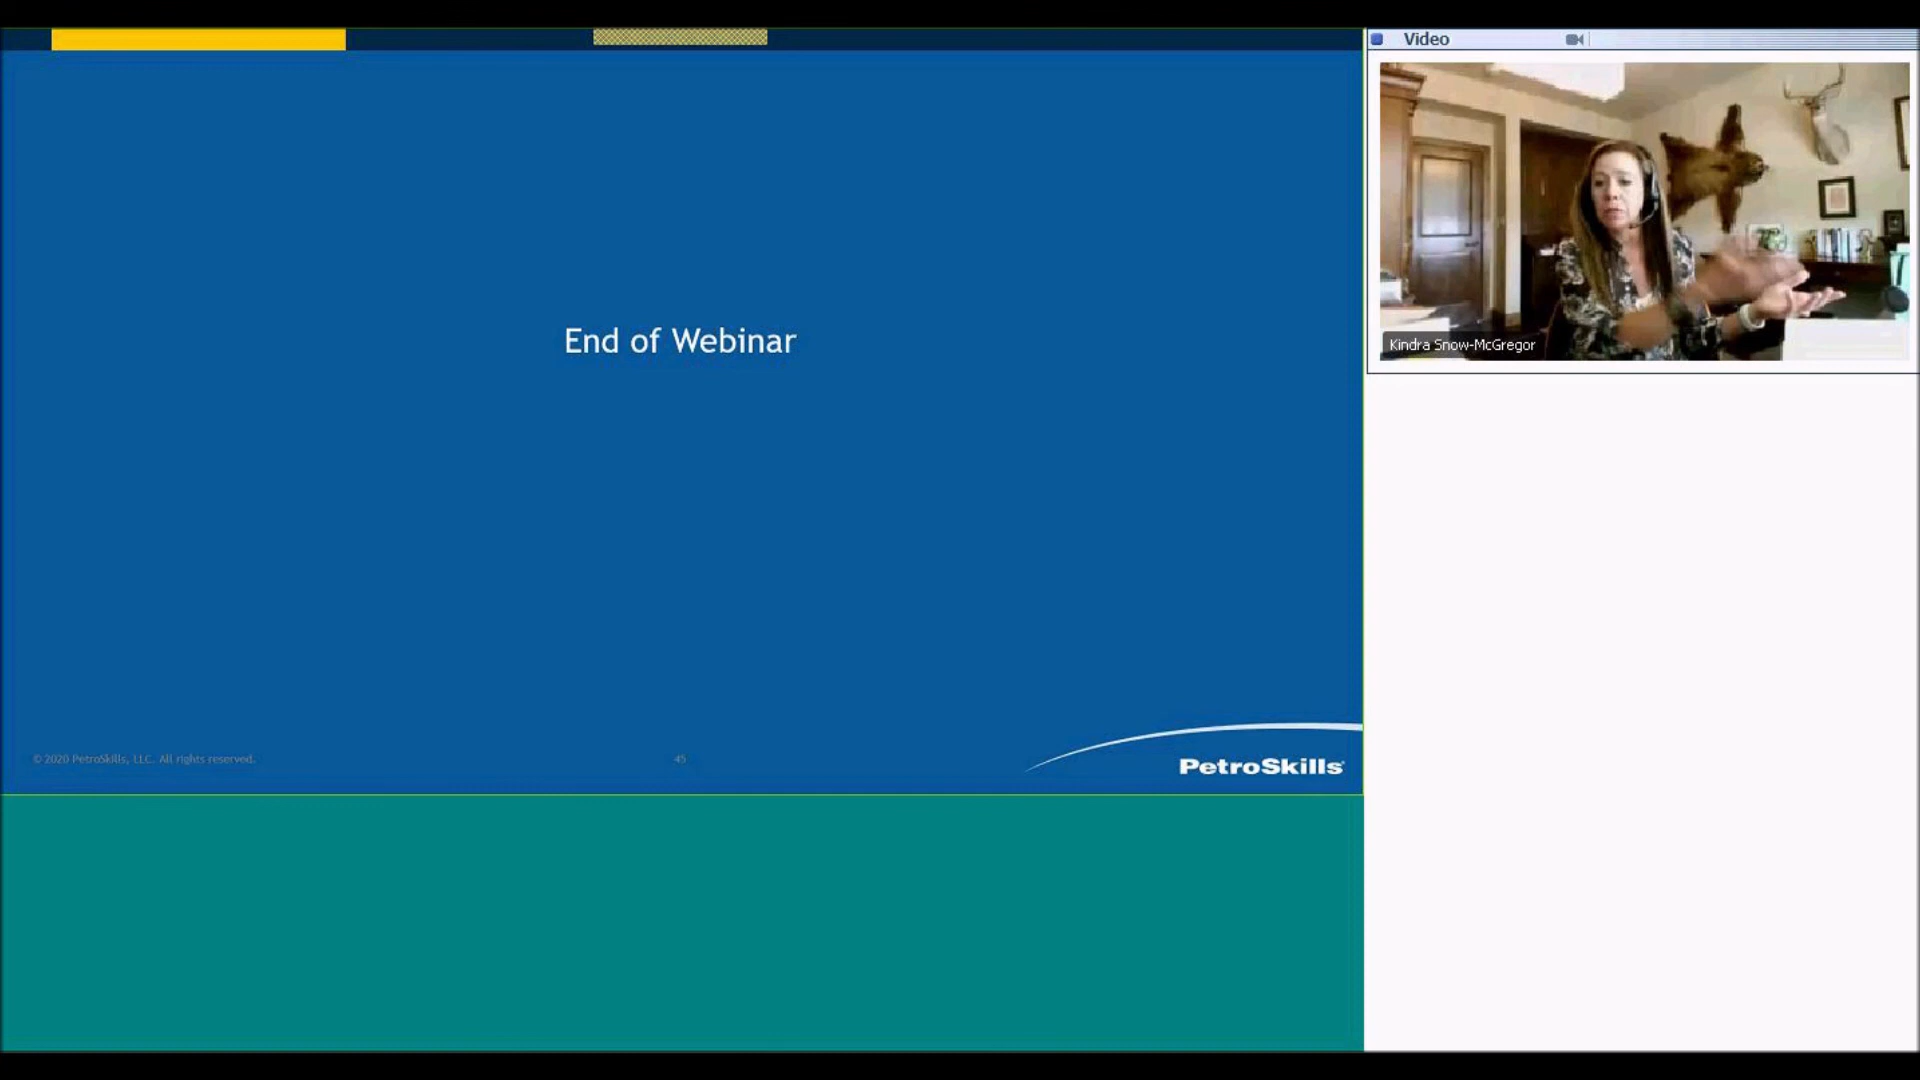 Video
Kindra Snow-McGregor
End of Webinar
© 2020 PetroSkills, LLC. All rights reserved.
45
PetroSkills